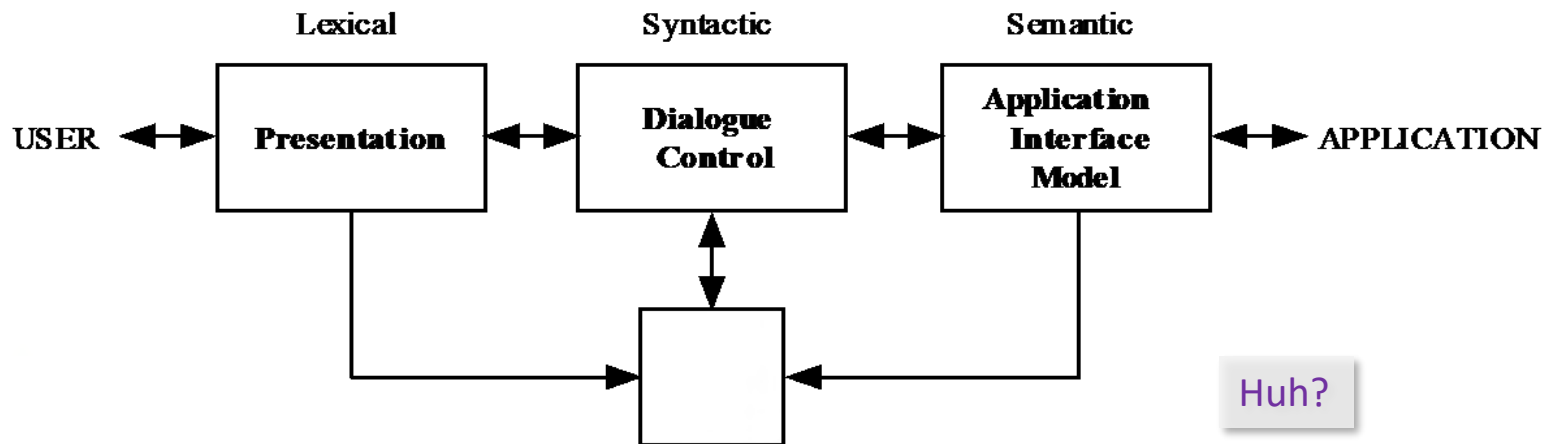 Lexical Syntactic Semantic
USER Presentation Dialogue Control Application Interface Model APPLICATION
Huh?